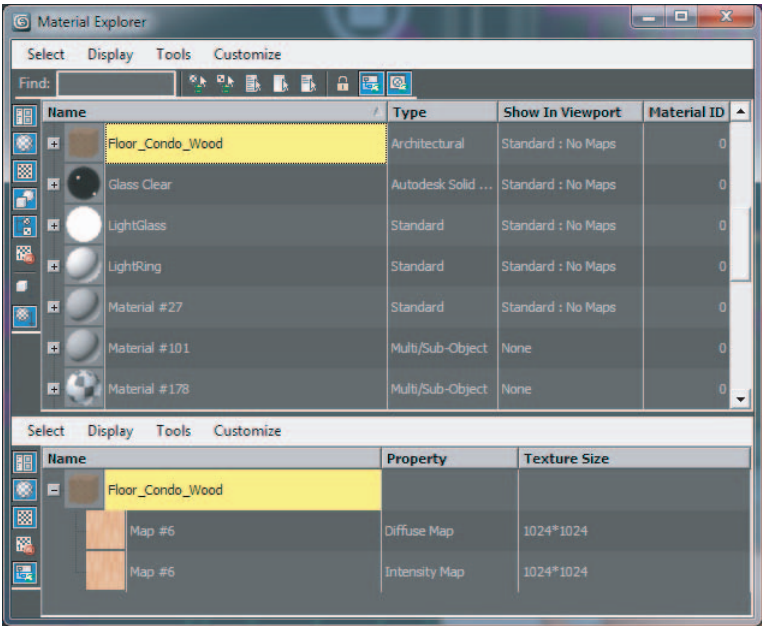 Material Explorer
Select Display Tools Customize
Find:
Name Type Show In Viewport Material ID
Floor_Condo_Wood Architectural Standard : No Maps 0
Glass Clear Autodesk Solid ... Standard : No Maps 0
LightGlass Standard Standard : No Maps 0
LightRing Standard Standard : No Maps 0
Material #27 Standard Standard : No Maps 0
Material #101 Multi/Sub-Object None 0
Material #178 Multi/Sub-Object None 0
Select Display Tools Customize
Name Property Texture Size
Floor_Condo_Wood
Map #6 Diffuse Map 1024*1024
Map #6 Intensity Map 1024*1024